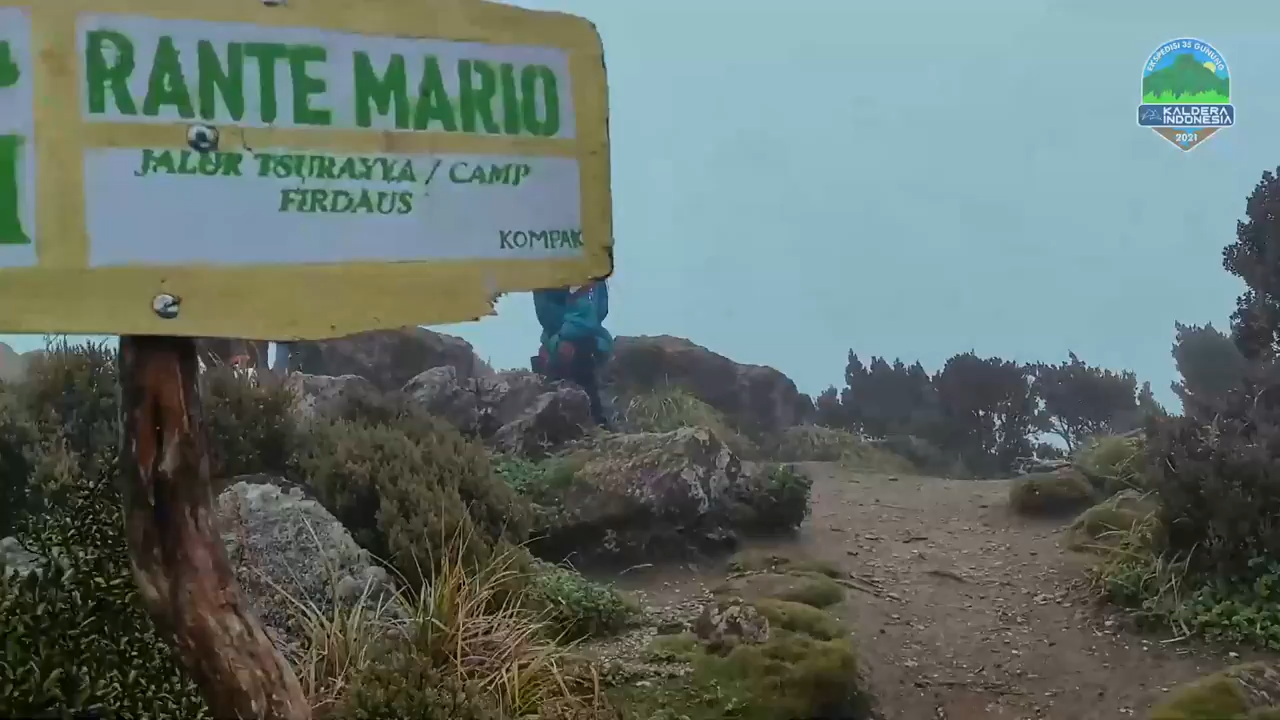 RANTE MARIO
JALUR TSURAYYA / CAMP
FIRDAUS
KOMPAK
EKSPEDISI 35 GUNUNG
KALDERA
INDONESIA
2021